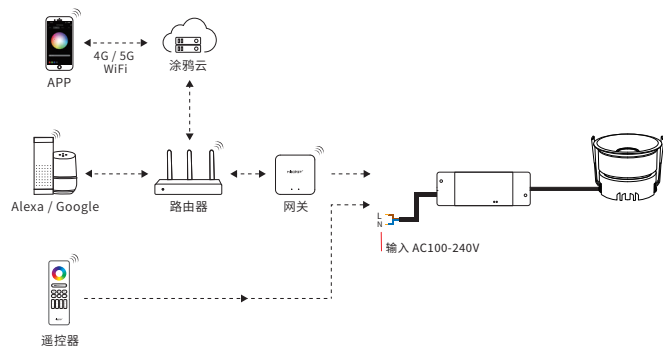 4G / 5G
WiFi
APP
涂鸦云
Alexa / Google
路由器
网关
L
N
输入 AC100-240V
遥控器